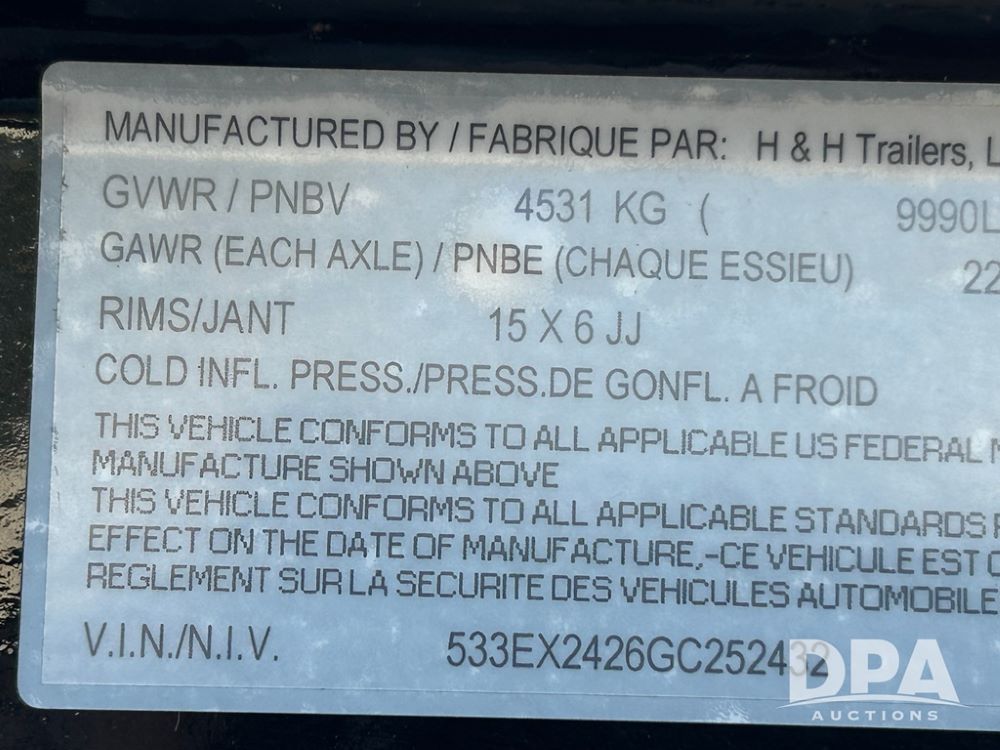 MANUFACTURED BY / FABRIQUE PAR: H & H Trailers, L
GVWR / PNBV 4531 KG ( 9990L
GAWR (EACH AXLE) / PNBE (CHAQUE ESSIEU) 22
RIMS/JANT 15 X 6 JJ
COLD INFL. PRESS./PRESS.DE GONFL. A FROID
THIS VEHICLE CONFORMS TO ALL APPLICABLE US FEDERAL
MANUFACTURE SHOWN ABOVE
THIS VEHICLE CONFORMS TO ALL APPLICABLE STANDARDS
EFFECT ON THE DATE OF MANUFACTURE,-CE VEHICULE EST
REGLEMENT SUR LA SECURITE DES VEHICULES AUTOMOBILE
V.I.N./N.I.V. 533EX2426GC252432
DPA
AUCTIONS